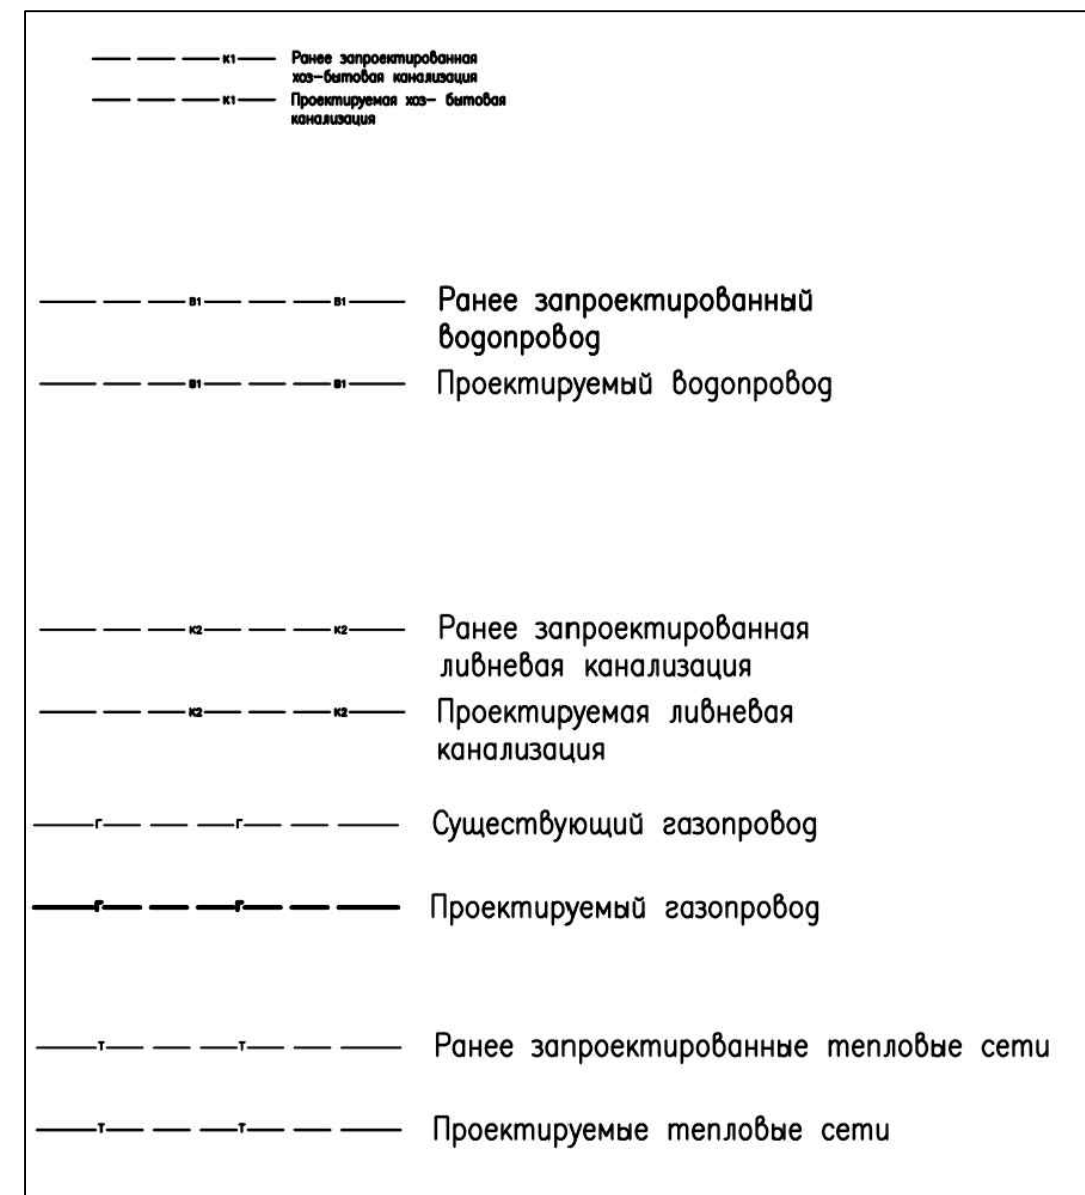 К1 Ранее запроектированная
хоз-бытовая канализация
К1 Проектируемая хоз- бытовая
канализация
В1 В1 Ранее запроектированный
водопровод
В1 В1 Проектируемый водопровод
К2 К2 Ранее запроектированная
ливневая канализация
К2 К2 Проектируемая ливневая
канализация
Г Г Существующий газопровод
Г Г Проектируемый газопровод
Т Т Ранее запроектированные тепловые сети
Т Т Проектируемые тепловые сети